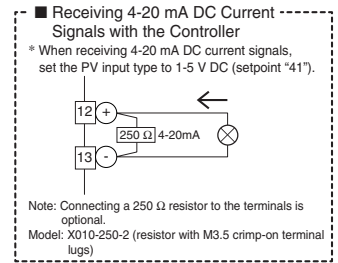 ■ Receiving 4-20 mA DC Current
Signals with the Controller
* When receiving 4-20 mA DC current signals,
set the PV input type to 1-5 V DC (setpoint “41”).
12 +
250 Ω 4-20mA
13 -
Note: Connecting a 250 Ω resistor to the terminals is
optional.
Model: X010-250-2 (resistor with M3.5 crimp-on terminal
lugs)